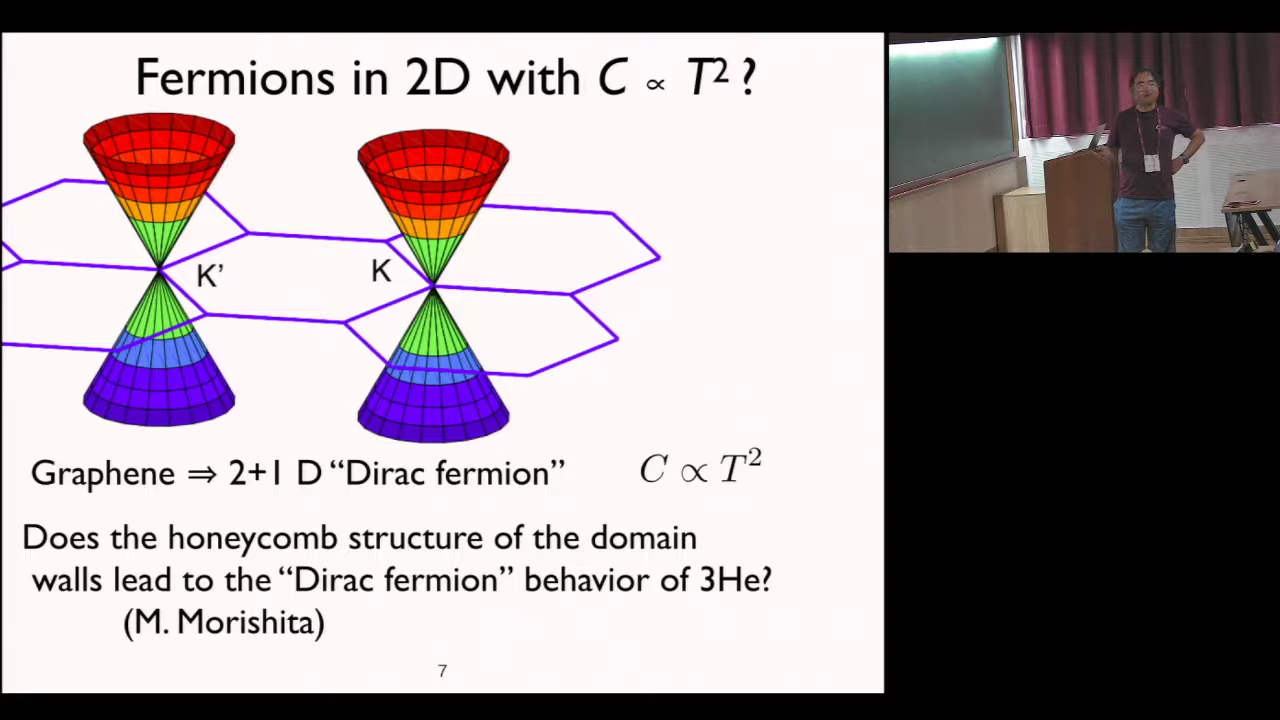 Fermions in 2D with C ∝ T² ?
K’
K
Graphene ⇒ 2+1 D “Dirac fermion”
C ∝ T²
Does the honeycomb structure of the domain
walls lead to the “Dirac fermion” behavior of 3He?
(M. Morishita)
7